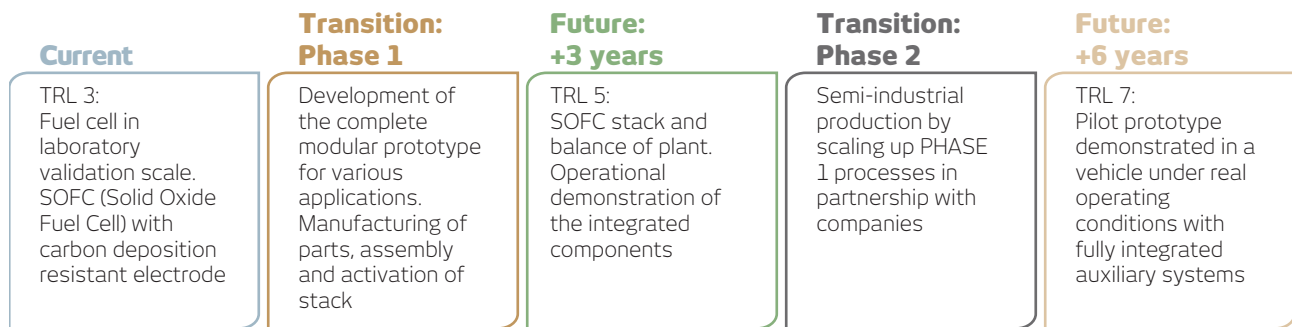 Current
TRL 3:
Fuel cell in
laboratory
validation scale.
SOFC (Solid Oxide
Fuel Cell) with
carbon deposition
resistant electrode
Transition:
Phase 1
Development of
the complete
modular prototype
for various
applications.
Manufacturing of
parts, assembly
and activation of
stack
Future:
+3 years
TRL 5:
SOFC stack and
balance of plant.
Operational
demonstration of
the integrated
components
Transition:
Phase 2
Semi-industrial
production by
scaling up PHASE
1 processes in
partnership with
companies
Future:
+6 years
TRL 7:
Pilot prototype
demonstrated in a
vehicle under real
operating
conditions with
fully integrated
auxiliary systems